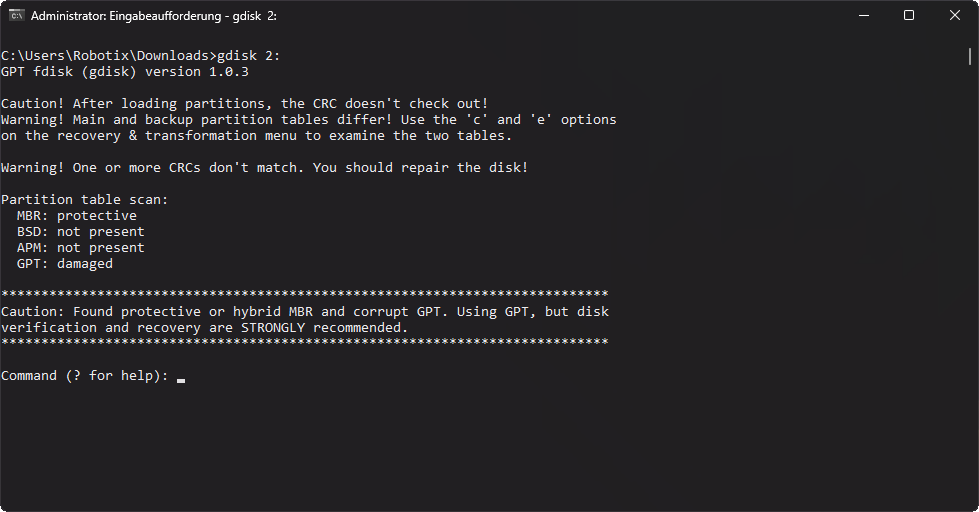 Administrator: Eingabeaufforderung - gdisk 2:
C:\Users\Robotix\Downloads>gdisk 2:
GPT fdisk (gdisk) version 1.0.3
Caution! After loading partitions, the CRC doesn't check out!
Warning! Main and backup partition tables differ! Use the 'c' and 'e' options
on the recovery & transformation menu to examine the two tables.
Warning! One or more CRCs don't match. You should repair the disk!
Partition table scan:
  MBR: protective
  BSD: not present
  APM: not present
  GPT: damaged
****************************************************************************
Caution: Found protective or hybrid MBR and corrupt GPT. Using GPT, but disk
verification and recovery are STRONGLY recommended.
****************************************************************************
Command (? for help):